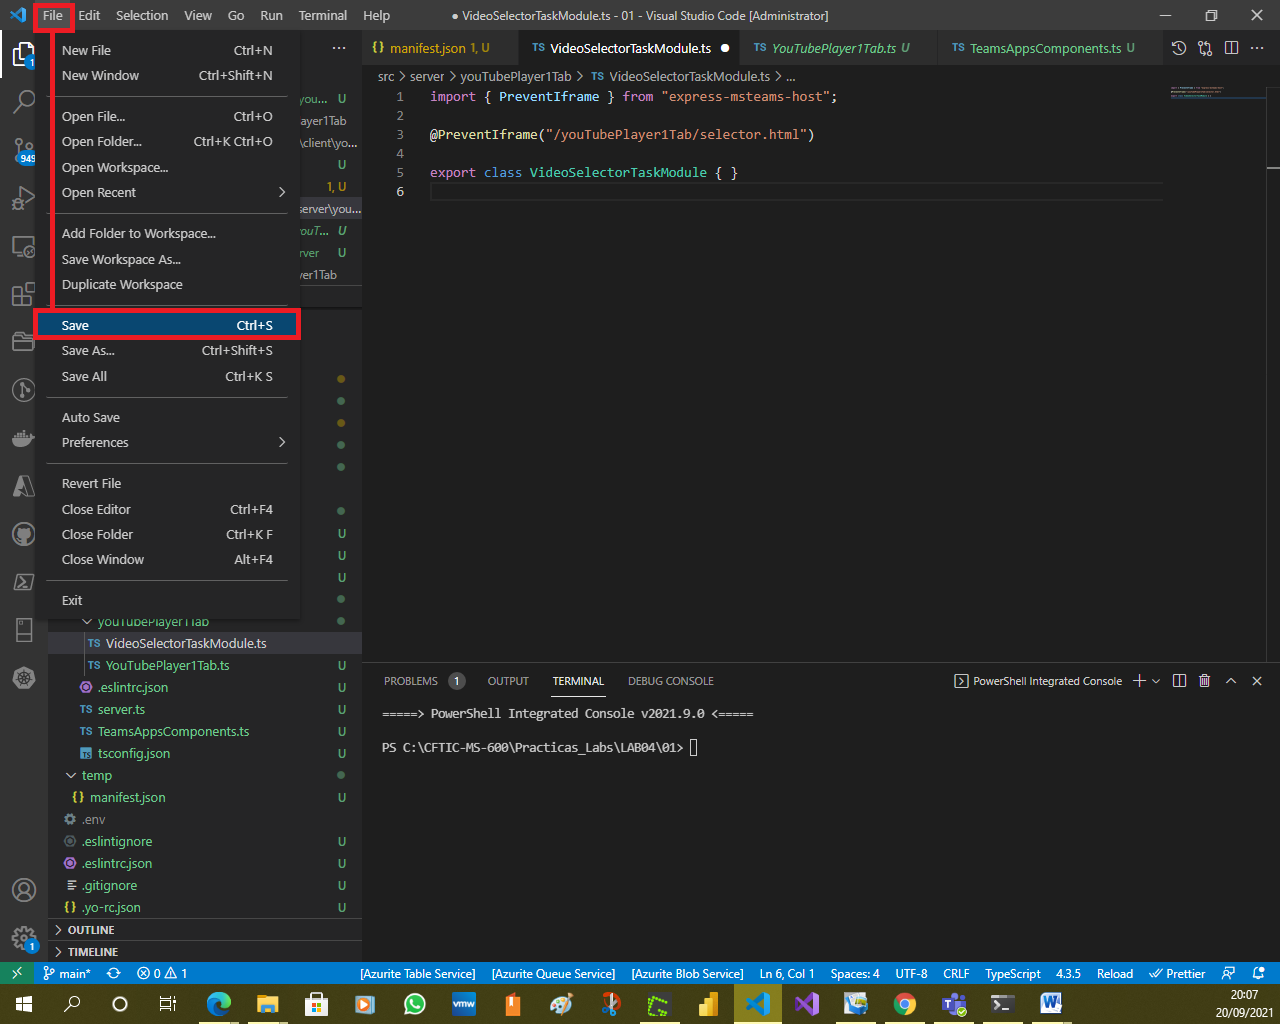 File Edit Selection View Go Run Terminal Help
● VideoSelectorTaskModule.ts - 01 - Visual Studio Code [Administrator]
New File Ctrl+N
New Window Ctrl+Shift+N
Open File... Ctrl+O
Open Folder... Ctrl+K Ctrl+O
Open Workspace...
Open Recent
Add Folder to Workspace...
Save Workspace As...
Duplicate Workspace
Save Ctrl+S
Save As... Ctrl+Shift+S
Save All Ctrl+K S
Auto Save
Preferences
Revert File
Close Editor Ctrl+F4
Close Folder Ctrl+K F
Close Window Alt+F4
Exit
1
949
you... U
ayer1Tab
\client\yo...
U
1, U
server\you...
ouT... U
rver U
yer1Tab
U
U
U
youTubePlayer1Tab
TS VideoSelectorTaskModule.ts
TS YouTubePlayer1Tab.ts U
.eslintrc.json U
TS server.ts U
TS TeamsAppsComponents.ts U
tsconfig.json U
temp
{} manifest.json U
.env
.eslintignore U
.eslintrc.json U
.gitignore U
{} .yo-rc.json U
OUTLINE
TIMELINE
1
{} manifest.json 1, U
TS VideoSelectorTaskModule.ts ●
TS YouTubePlayer1Tab.ts U
TS TeamsAppsComponents.ts U
src > server > youTubePlayer1Tab > TS VideoSelectorTaskModule.ts > ...
1 import { PreventIframe } from "express-msteams-host";
2
3 @PreventIframe("/youTubePlayer1Tab/selector.html")
4
5 export class VideoSelectorTaskModule { }
6
PROBLEMS 1 OUTPUT TERMINAL DEBUG CONSOLE
PowerShell Integrated Console
=====> PowerShell Integrated Console v2021.9.0 <=====
PS C:\CFTIC-MS-600\Practicas_Labs\LAB04\01>
main* 0 1 [Azurite Table Service] [Azurite Queue Service] [Azurite Blob Service] Ln 6, Col 1 Spaces: 4 UTF-8 CRLF TypeScript 4.3.5 Reload Prettier
vmw
20:07
20/09/2021